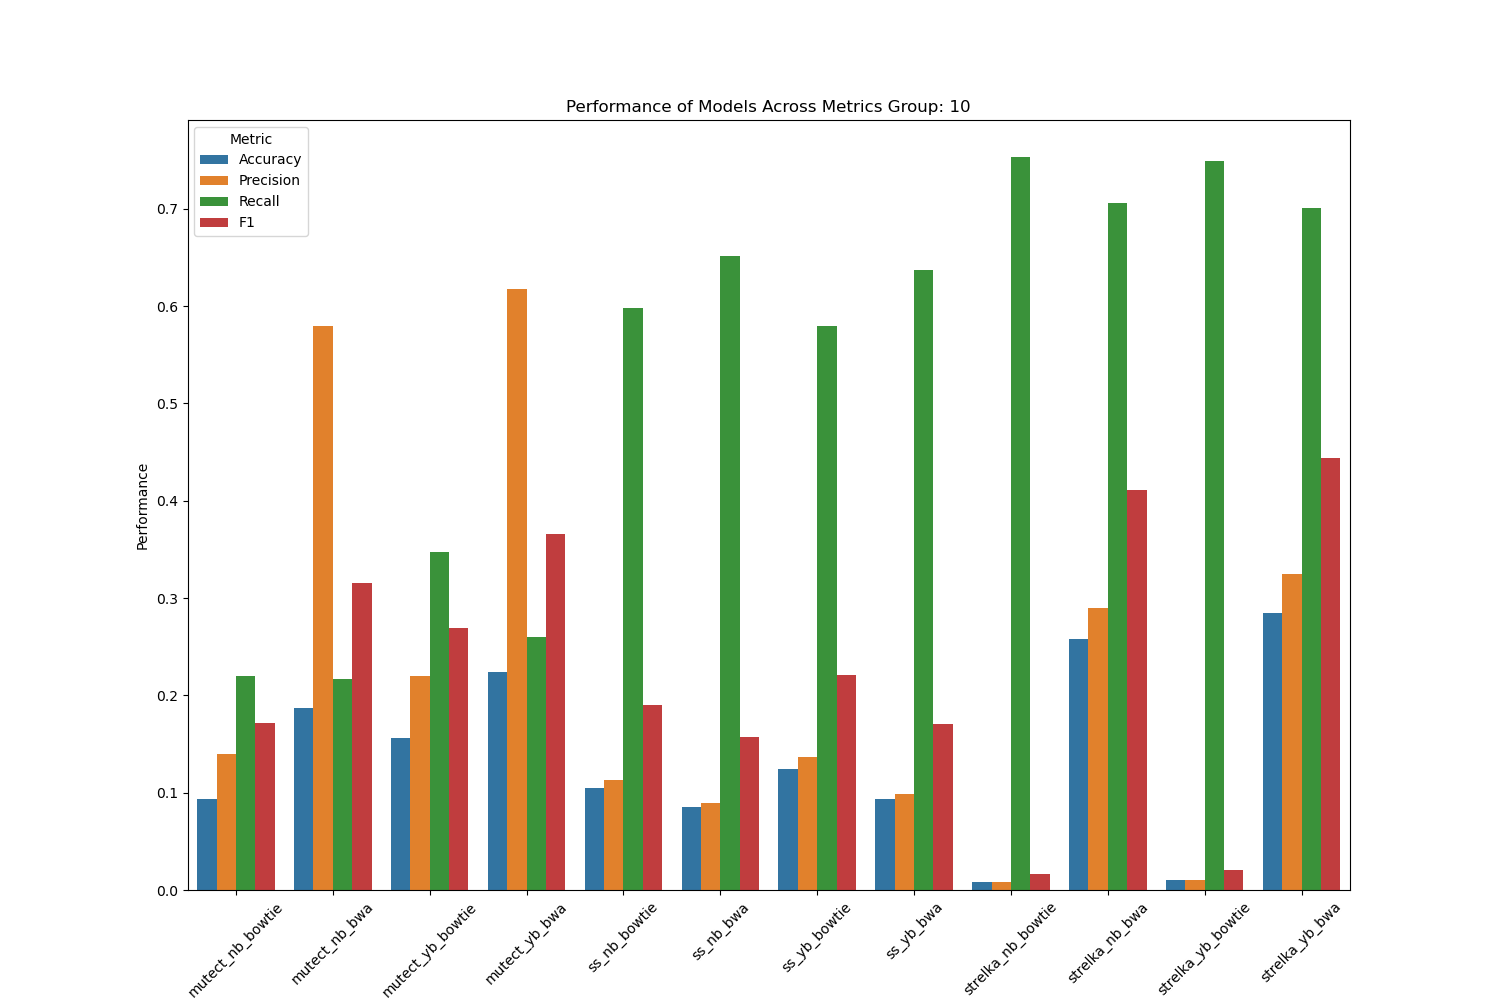 Performance of Models Across Metrics Group: 10
Metric
Accuracy
Precision
Recall
F1
Performance
0.7
0.6
0.5
0.4
0.3
0.2
0.1
0.0
mutect_nb_bowtie
mutect_nb_bwa
mutect_yb_bowtie
mutect_yb_bwa
ss_nb_bowtie
ss_nb_bwa
ss_yb_bowtie
ss_yb_bwa
strelka_nb_bowtie
strelka_nb_bwa
strelka_yb_bowtie
strelka_yb_bwa